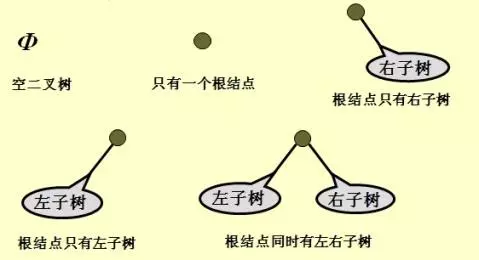 Φ
空二叉树
只有一个根结点
右子树
根结点只有右子树
左子树
根结点只有左子树
左子树
右子树
根结点同时有左右子树